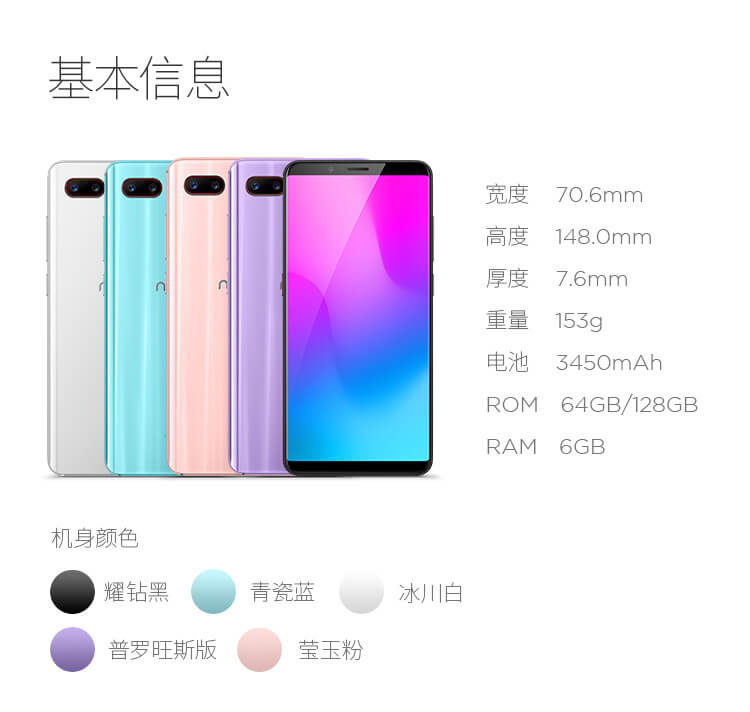 基本信息
宽度 70.6mm
高度 148.0mm
厚度 7.6mm
重量 153g
电池 3450mAh
ROM 64GB/128GB
RAM 6GB
机身颜色
耀钻黑 青瓷蓝 冰川白
普罗旺斯版 莹玉粉